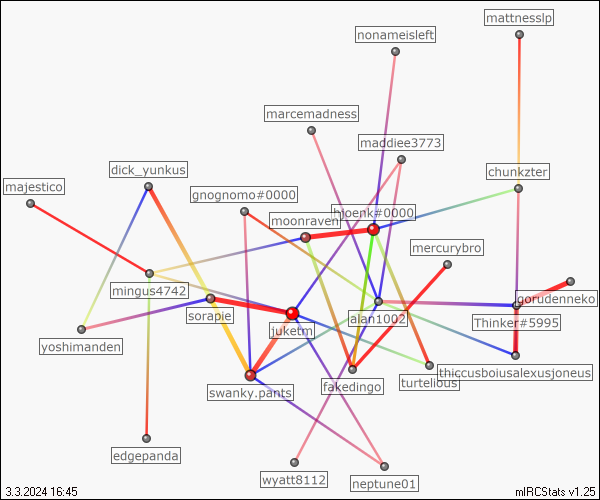 mattnesslp
nonameisleft
marcemadness
maddiee3773
dick_yunkus
chunkzter
majestico
gnognomo#0000
hjoenk#0000
moonraven
mercurybro
mingus4742
gorudenneko
sorapie
alan1002
Thinker#5995
juketm
yoshimanden
thiccusboiusalexusjoneus
turtelious
fakedingo
swanky.pants
edgepanda
wyatt8112
neptune01
3.3.2024 16:45
mIRCStats v1.25